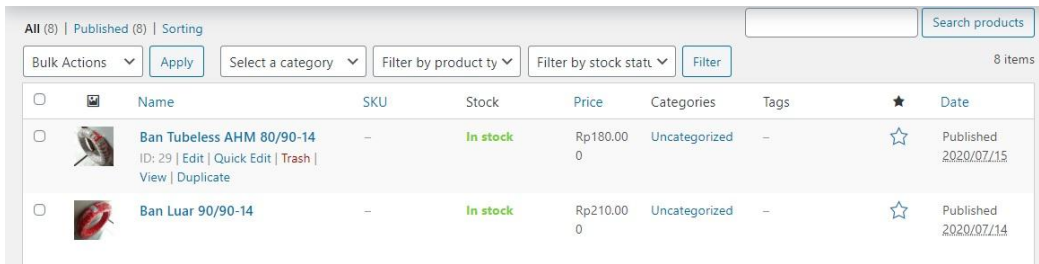 All (8) | Published (8) | Sorting
Search products
Bulk Actions Apply Select a category Filter by product ty Filter by stock statu Filter 8 items
Name SKU Stock Price Categories Tags Date
Ban Tubeless AHM 80/90-14 – In stock Rp180.00 Uncategorized – Published
ID: 29 | Edit | Quick Edit | Trash | 0 2020/07/15
View | Duplicate
Ban Luar 90/90-14 – In stock Rp210.00 Uncategorized – Published
0 2020/07/14